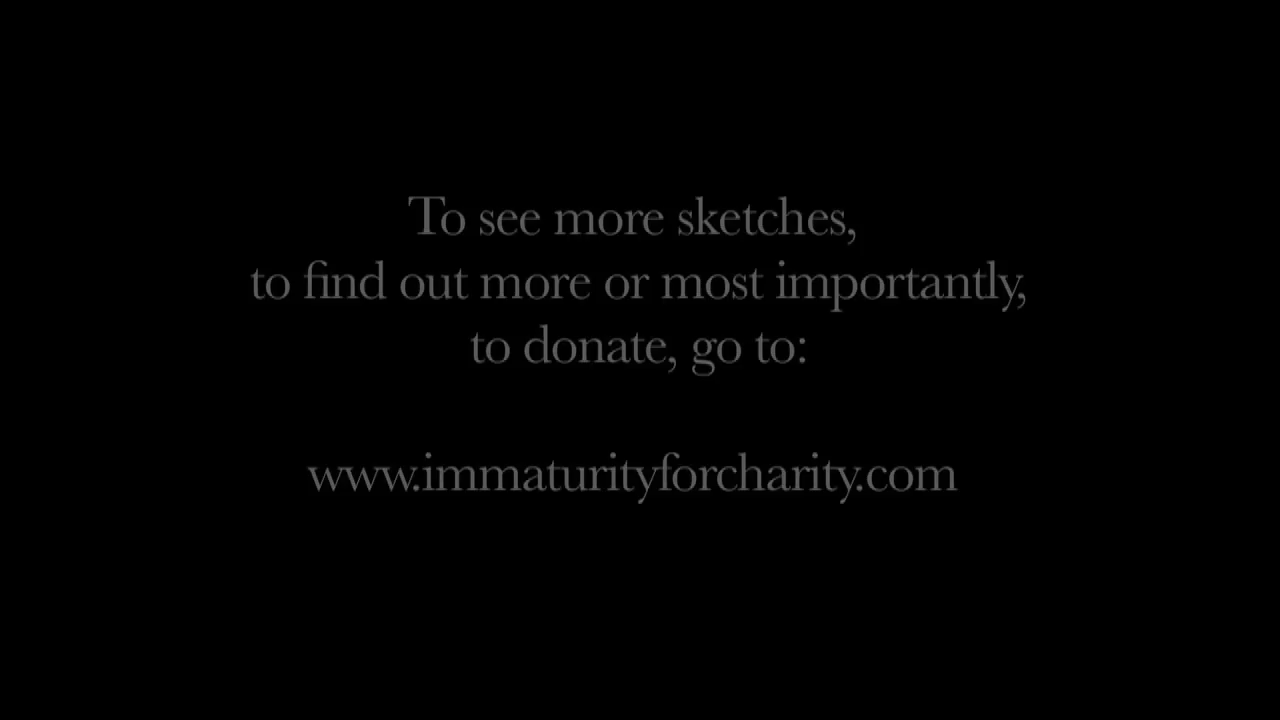 To see more sketches,
to find out more or most importantly,
to donate, go to:
www.immaturityforcharity.com